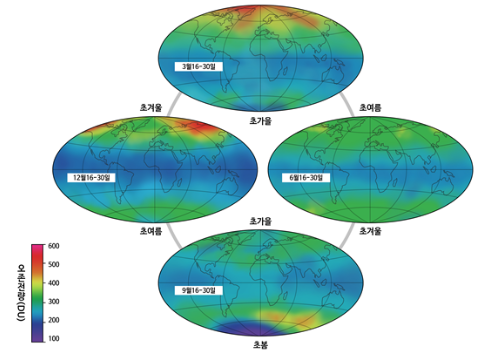 3월16-30일
초겨울
초가을
초여름
12월16-30일
6월16-30일
초여름
초가을
초겨울
9월16-30일
초봄
600
500
400
300
200
100
오존전량(DU)